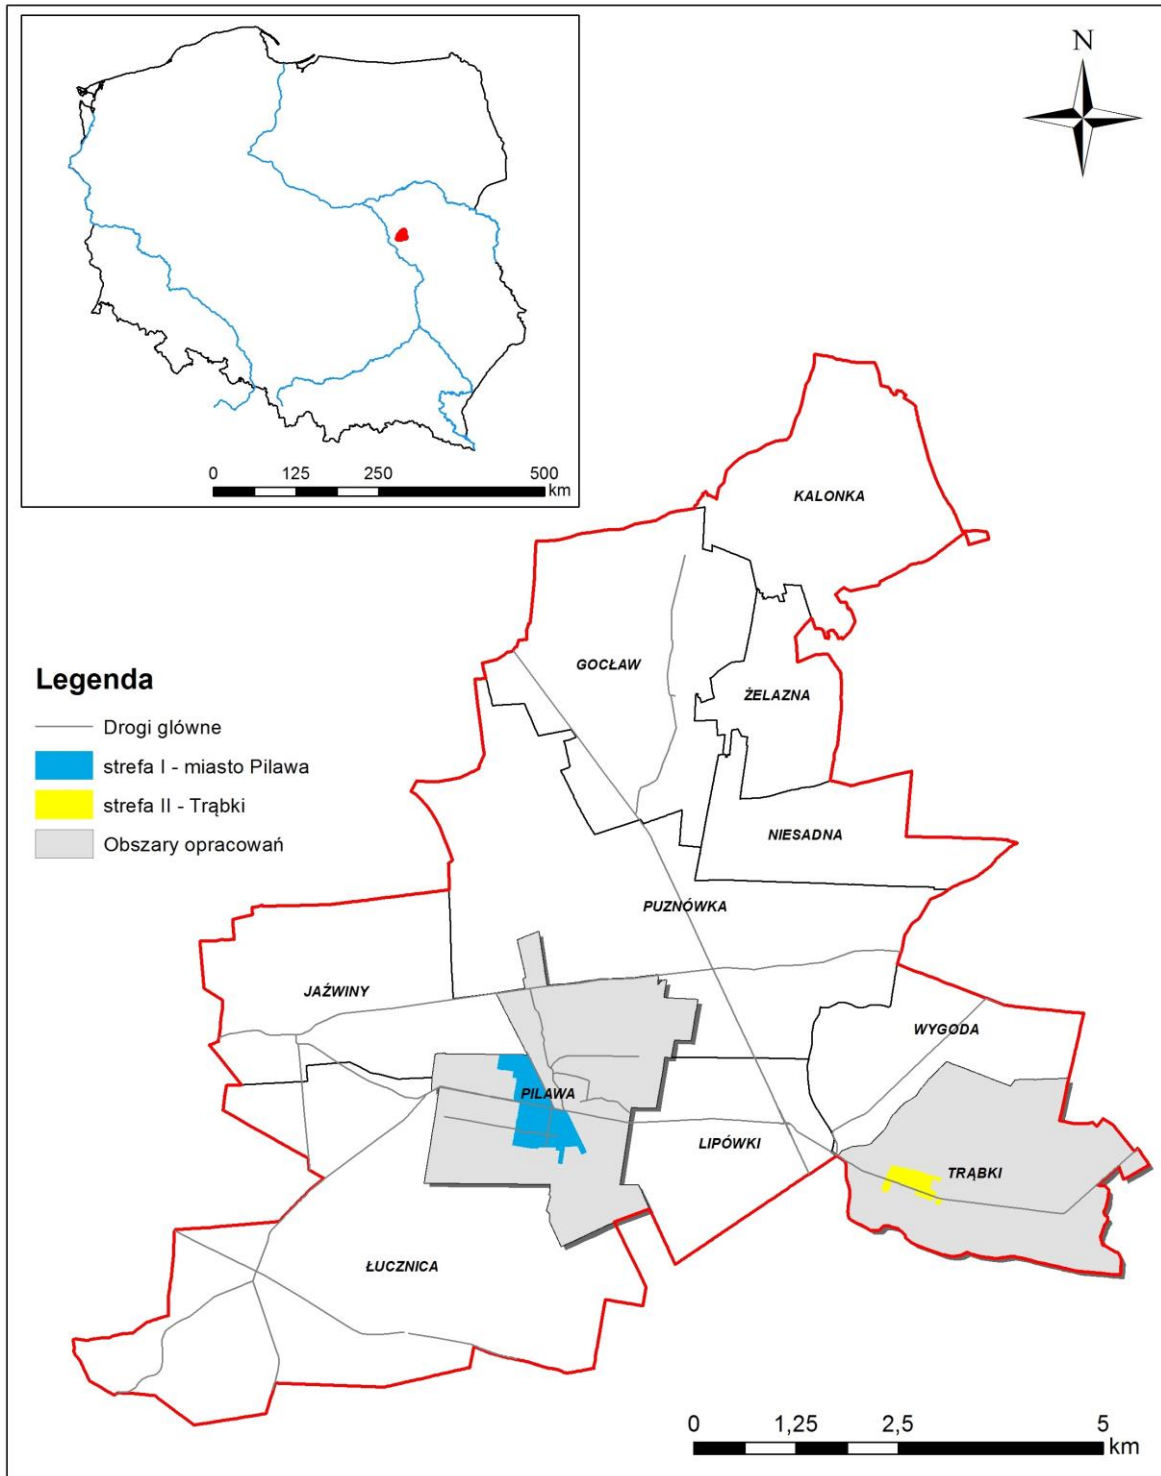 N
0 125 250 500
km
KALONKA
GOCŁAW
ŻELAZNA
Legenda
Drogi glówne
strefa I - miasto Pilawa
strefa II - Trąbki
Obszary opracowań
NIESADNA
PUZNÓWKA
JAŹWINY
WYGODA
PILAWA
LIPÓWKI
TRĄBKI
ŁUCZNICA
0 1,25 2,5 5
km